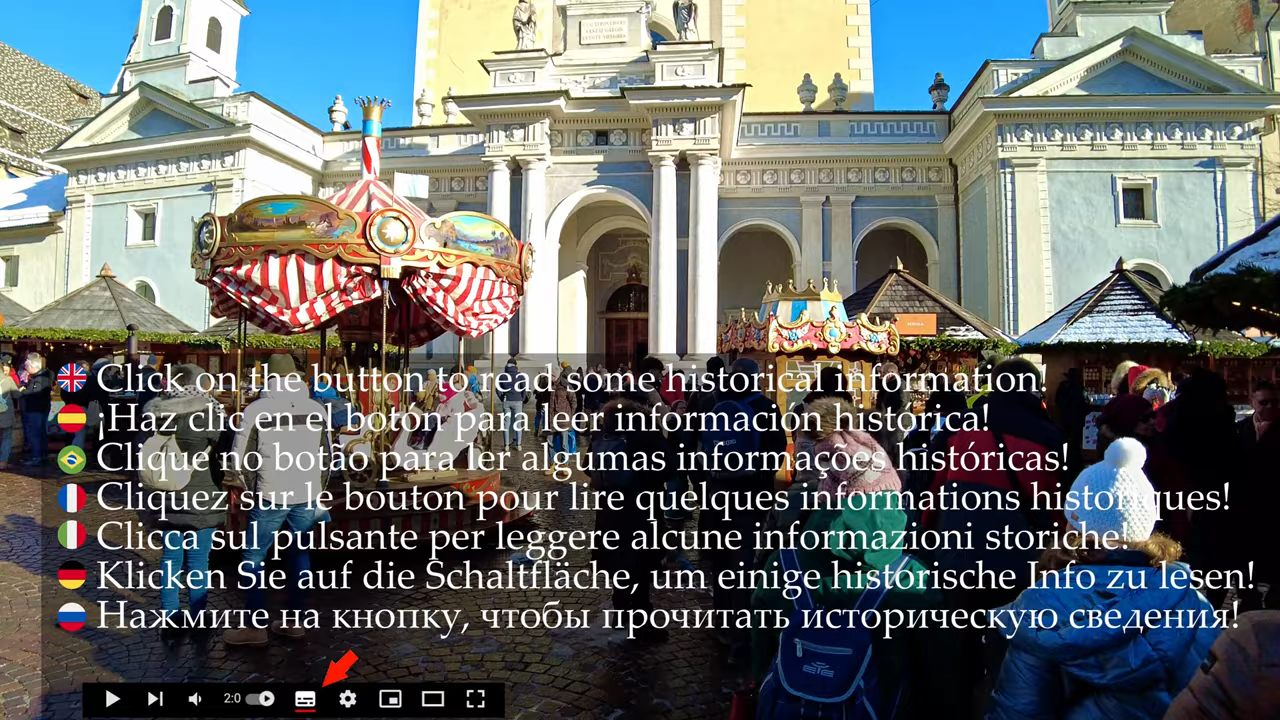 Click on the button to read some historical information!
¡Haz clic en el botón para leer información histórica!
Clique no botão para ler algumas informações históricas!
Cliquez sur le bouton pour lire quelques informations historiques!
Clicca sul pulsante per leggere alcune informazioni storiche!
Klicken Sie auf die Schaltfläche, um einige historische Info zu lesen!
Нажмите на кнопку, чтобы прочитать историческую сведения!
2:0